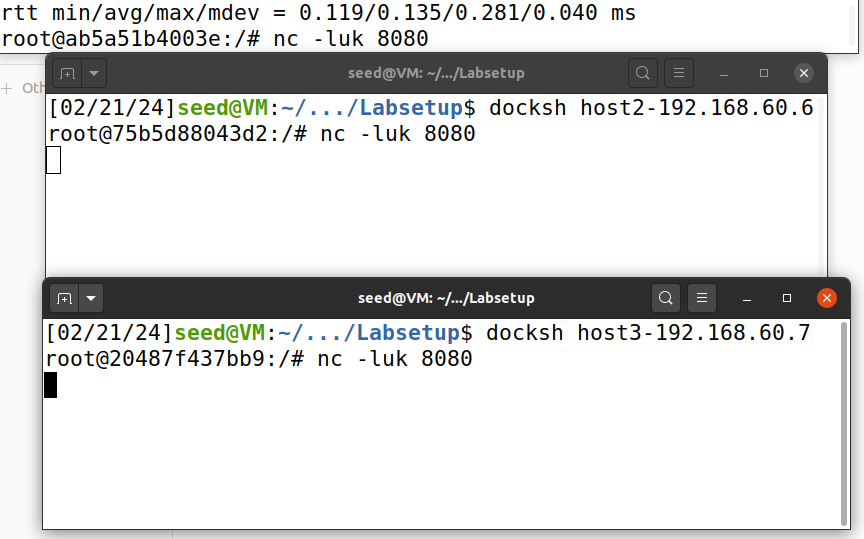 rtt min/avg/max/mdev = 0.119/0.135/0.281/0.040 ms
root@ab5a51b4003e:/# nc -luk 8080
seed@VM: ~/.../Labsetup
[02/21/24]seed@VM:~/.../Labsetup$ docksh host2-192.168.60.6
root@75b5d88043d2:/# nc -luk 8080
seed@VM: ~/.../Labsetup
[02/21/24]seed@VM:~/.../Labsetup$ docksh host3-192.168.60.7
root@20487f437bb9:/# nc -luk 8080